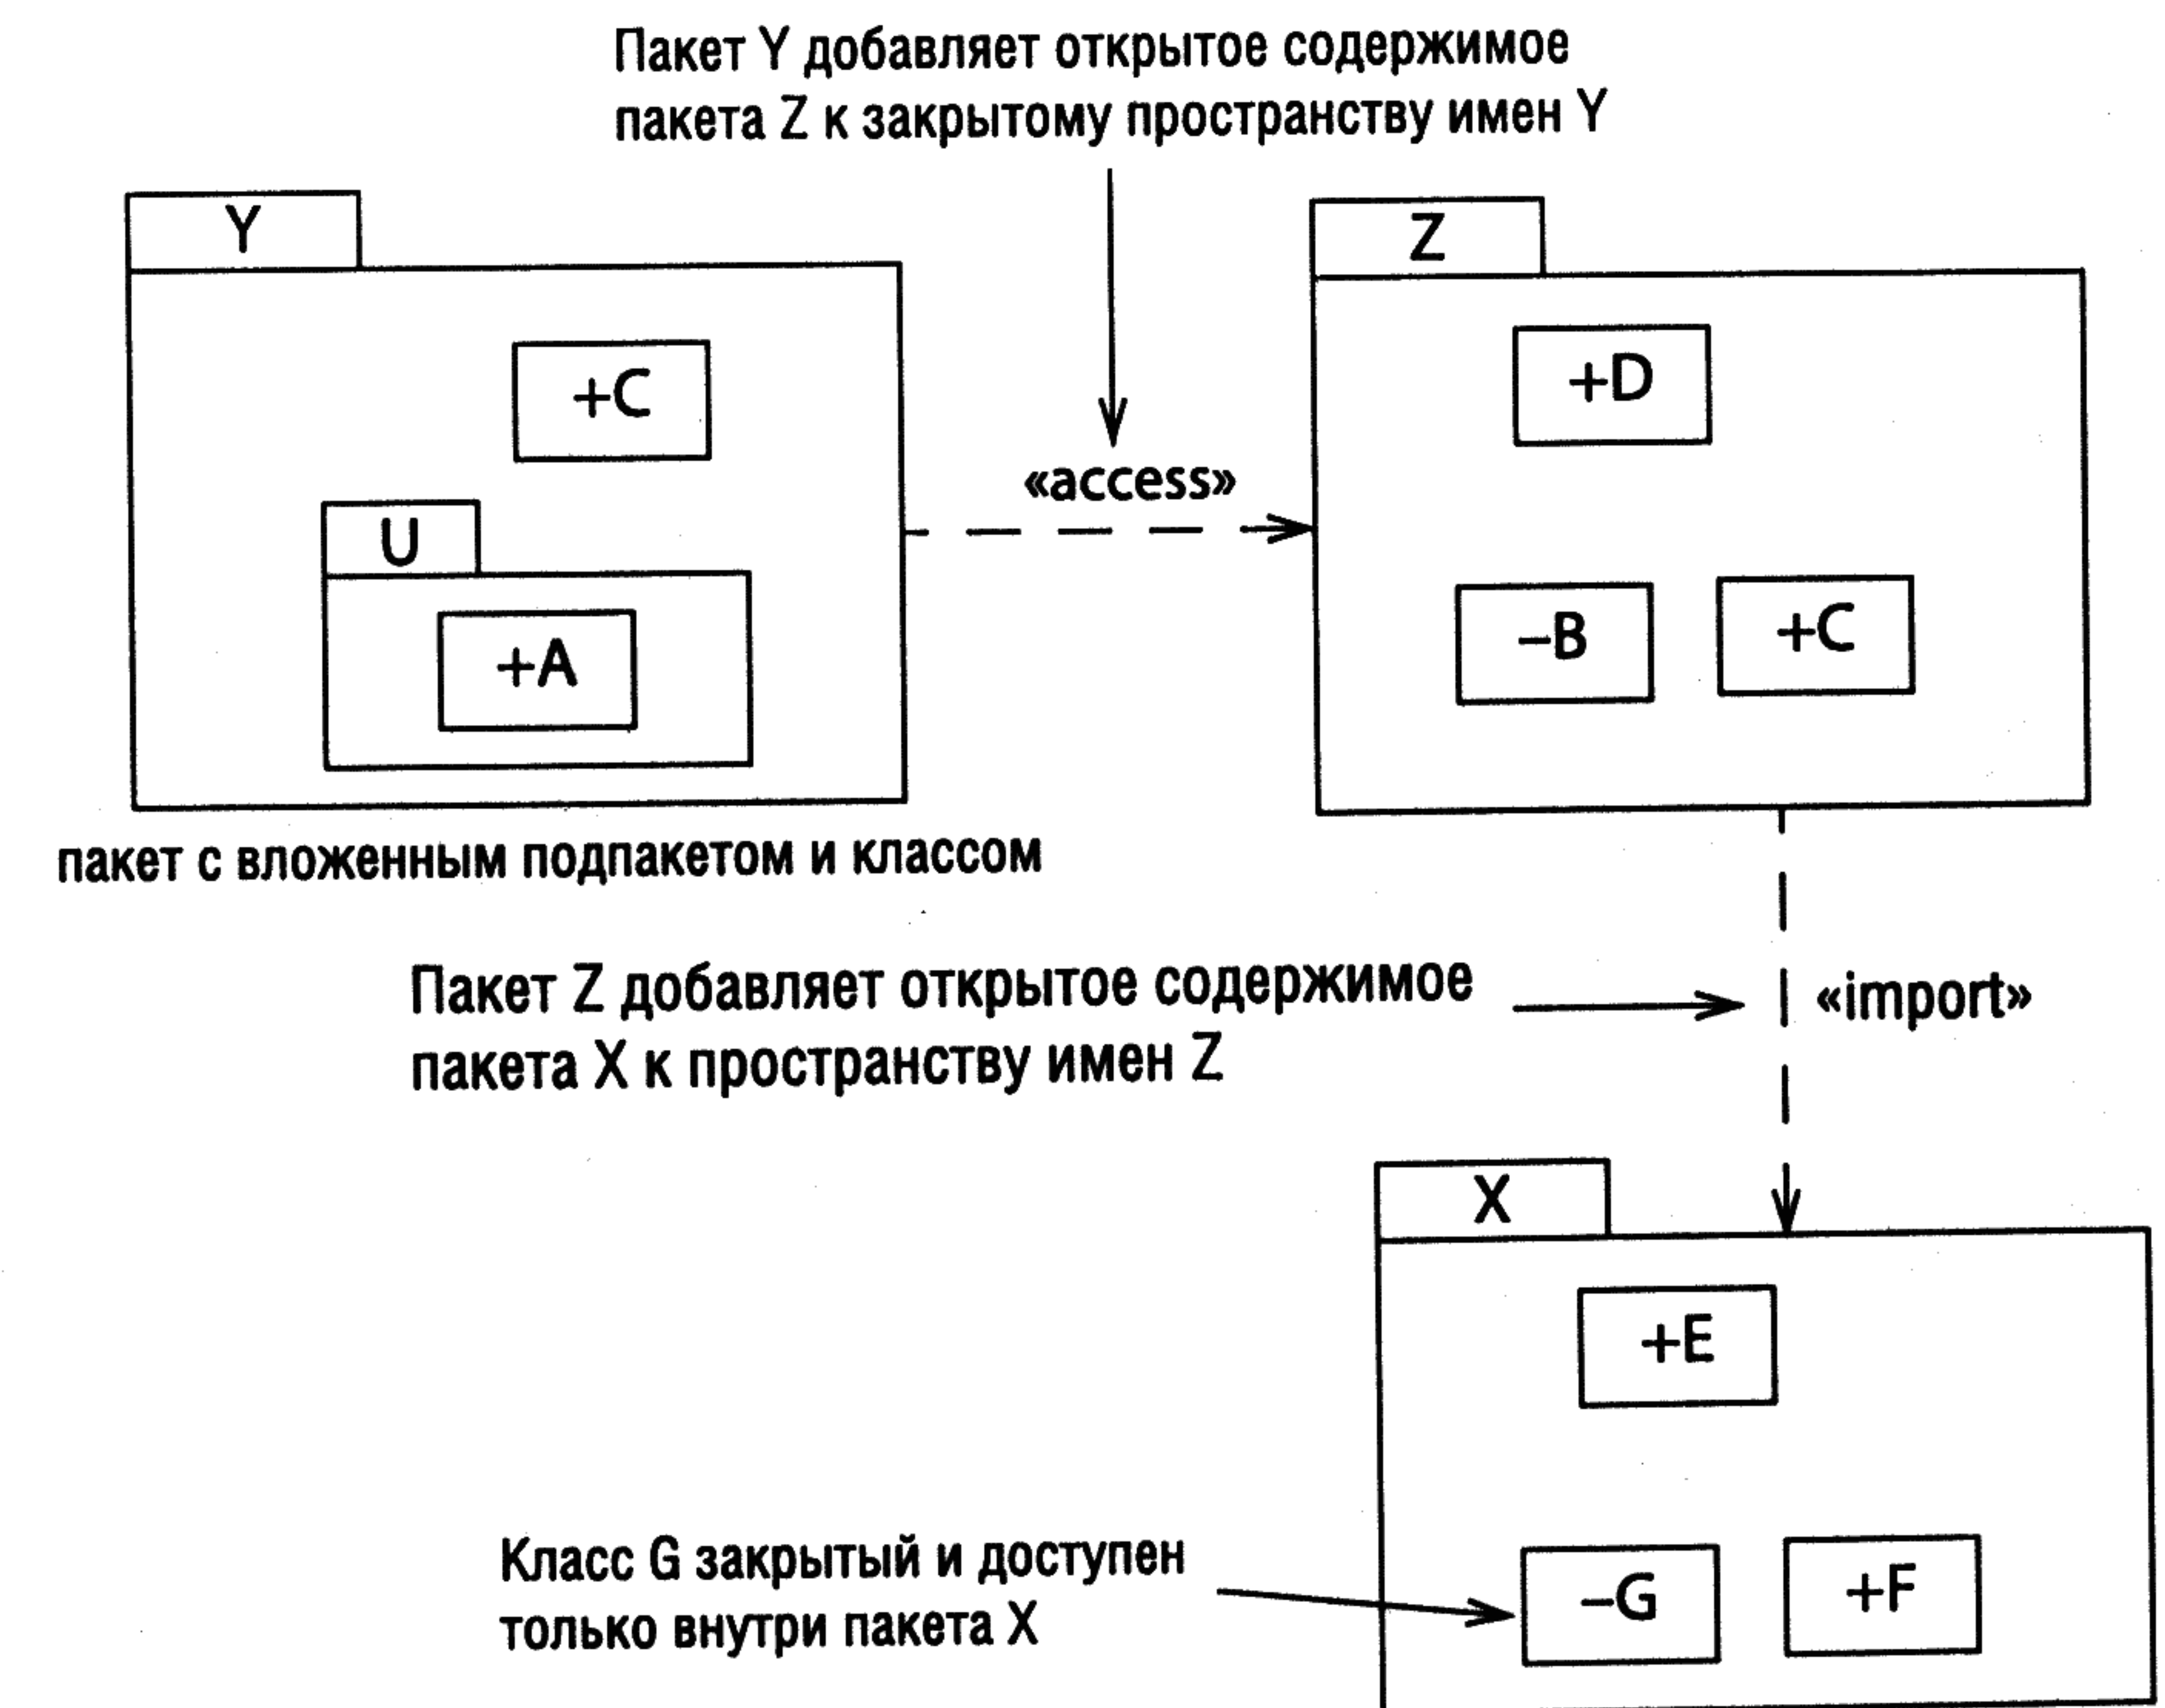 Пакет Y добавляет открытое содержимое
пакета Z к закрытому пространству имен Y
Y
Z
+C
+D
«access»
U
+A
–B
+C
пакет с вложенным подпакетом и классом
Пакет Z добавляет открытое содержимое
пакета X к пространству имен Z
«import»
X
+E
Класс G закрытый и доступен
только внутри пакета X
–G
+F